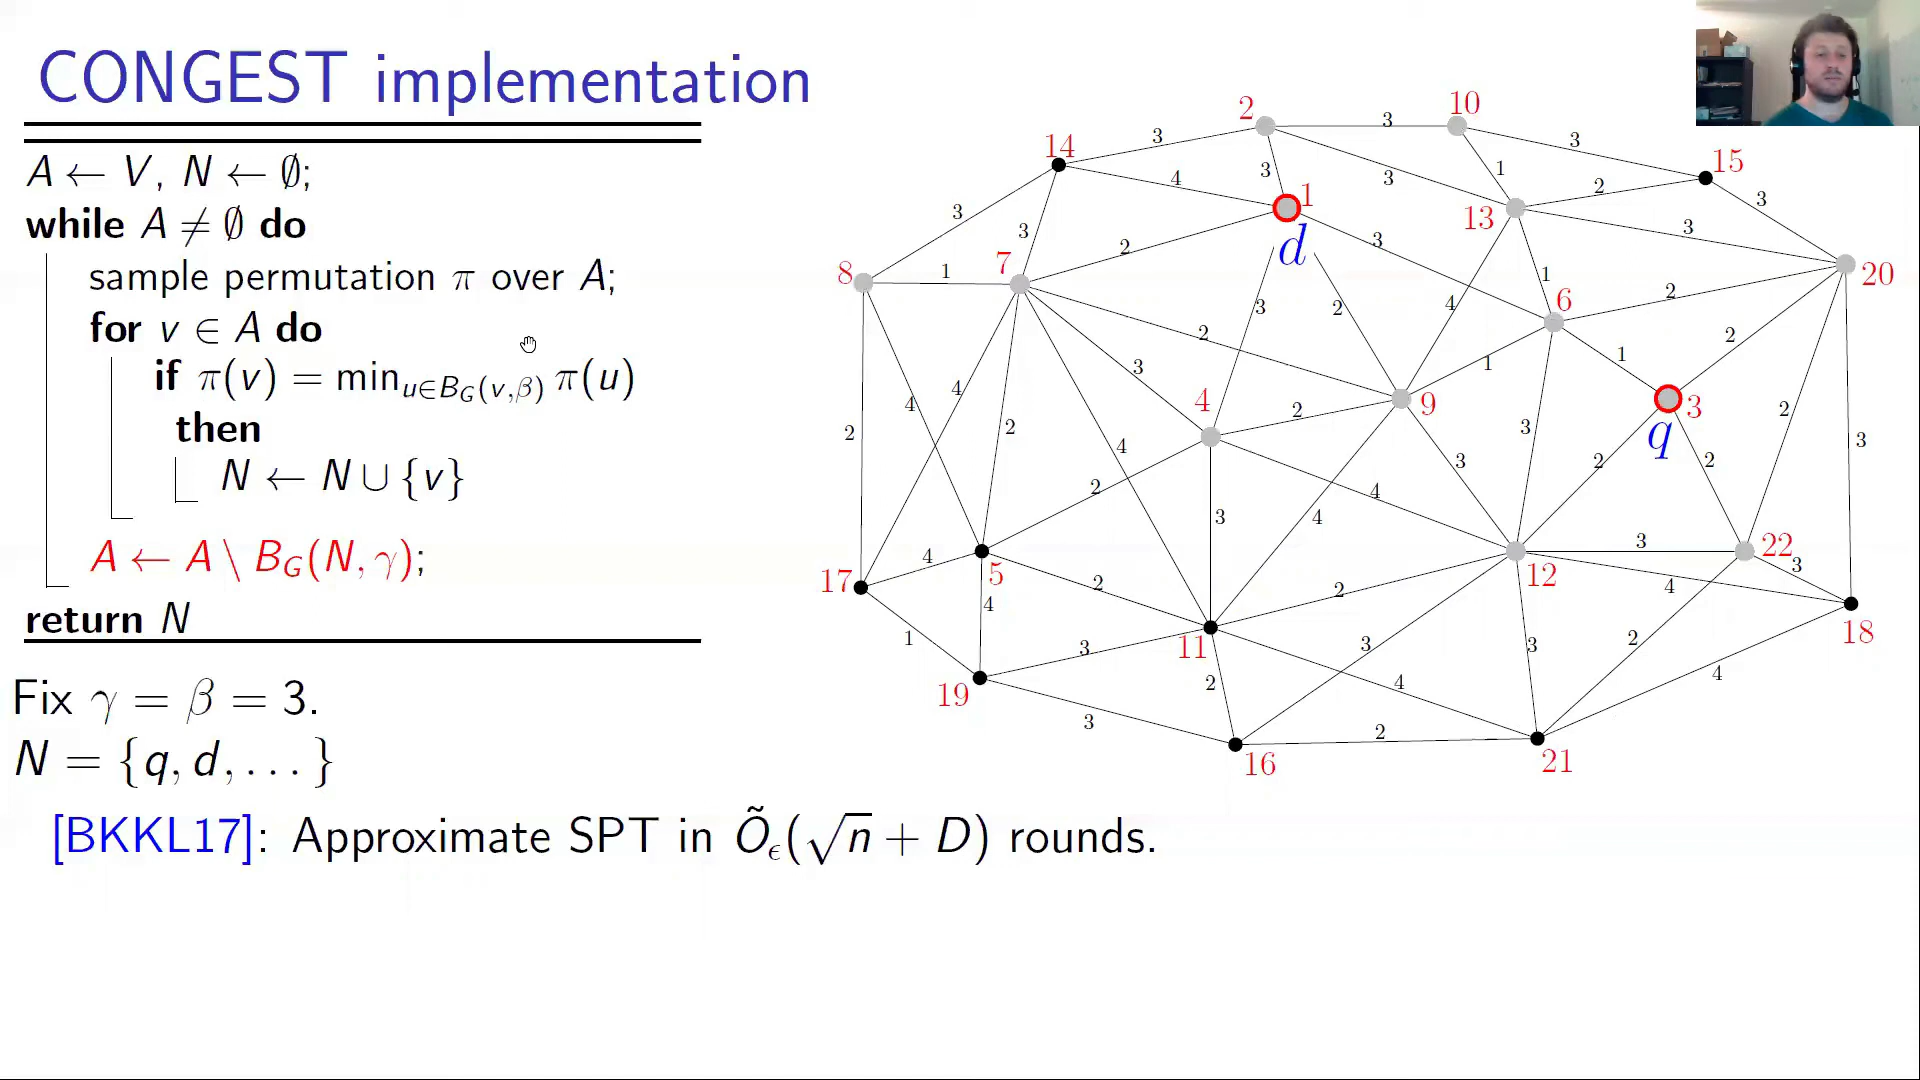 CONGEST implementation
A ← V, N ← ∅;
while A ≠ ∅ do
sample permutation π over A;
for v ∈ A do
if π(v) = min_{u∈B_G(v,β)} π(u)
then
N ← N ∪ {v}
A ← A \ B_G(N, γ);
return N
Fix γ = β = 3.
N = {q, d, . . . }
[BKKL17]: Approximate SPT in Õ_ϵ(√n + D) rounds.
2 3 10
14 3 3 15
4 3 1 1 3 2 3
3 3 2 3 13 3
8 1 7 d 1 20
6 2
4 3 2 2 3 2 4 1 2
4 2 9 3
2 4 4 2 q
4 3 1 2
3 2 2 3
2 4 3 4
17 4 5 2 2 12 3 22 3
4 4 18
1 3 11 3 3 2
19 2 4 4
3 2
16 21